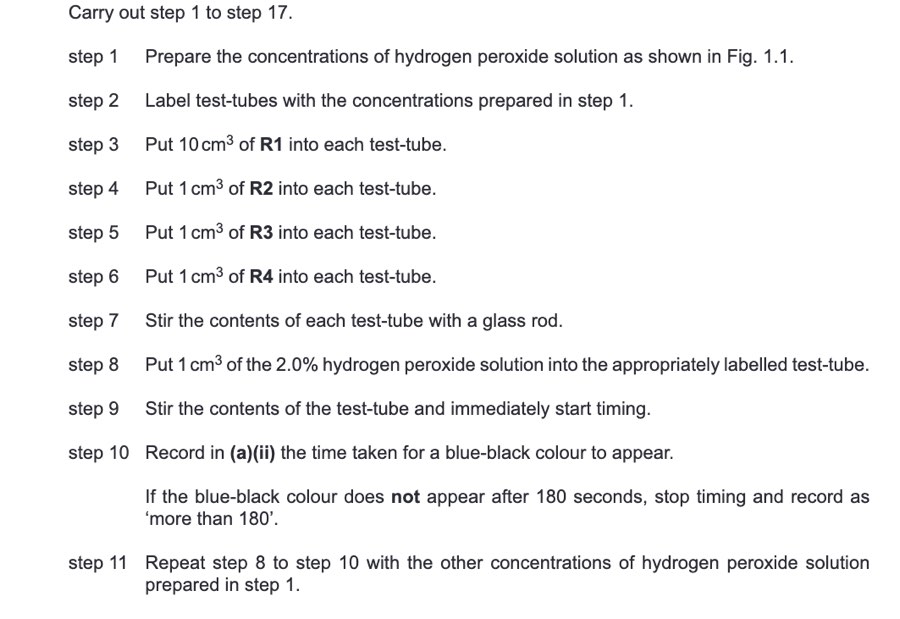 Carry out step 1 to step 17.
step 1 Prepare the concentrations of hydrogen peroxide solution as shown in Fig. 1.1.
step 2 Label test-tubes with the concentrations prepared in step 1.
step 3 Put 10 cm³ of R1 into each test-tube.
step 4 Put 1 cm³ of R2 into each test-tube.
step 5 Put 1 cm³ of R3 into each test-tube.
step 6 Put 1 cm³ of R4 into each test-tube.
step 7 Stir the contents of each test-tube with a glass rod.
step 8 Put 1 cm³ of the 2.0% hydrogen peroxide solution into the appropriately labelled test-tube.
step 9 Stir the contents of the test-tube and immediately start timing.
step 10 Record in (a)(ii) the time taken for a blue-black colour to appear.
If the blue-black colour does not appear after 180 seconds, stop timing and record as
‘more than 180’.
step 11 Repeat step 8 to step 10 with the other concentrations of hydrogen peroxide solution
prepared in step 1.